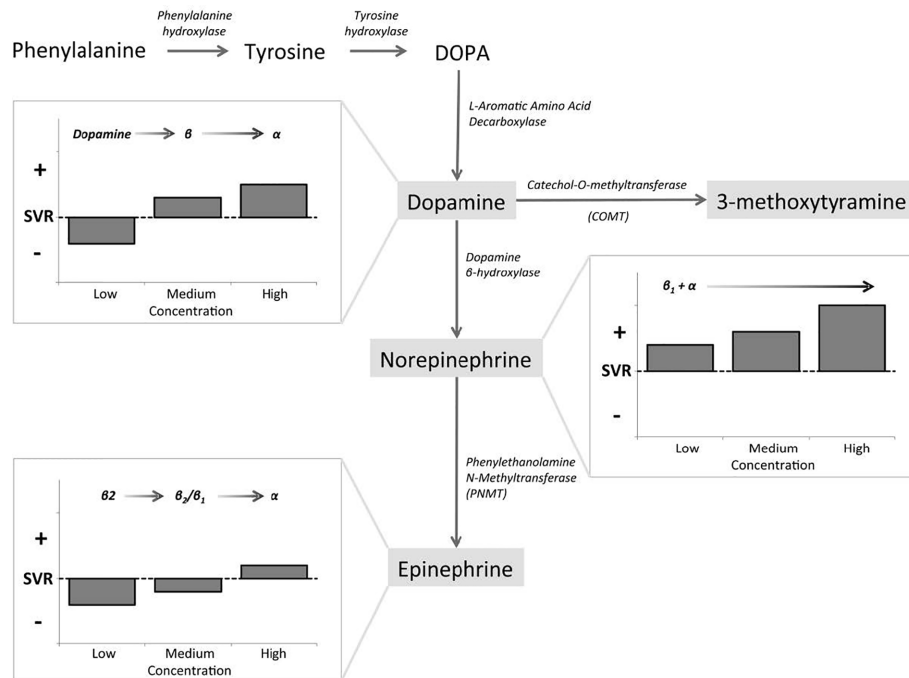 Phenylalanine
Phenylalanine
hydroxylase
Tyrosine
Tyrosine
hydroxylase
DOPA
L-Aromatic Amino Acid
Decarboxylase
Dopamine β α
+
SVR
-
Low Medium High
Concentration
Dopamine
Catechol-O-methyltransferase
(COMT)
3-methoxytyramine
Dopamine
β-hydroxylase
β₁ + α
+
SVR
-
Low Medium High
Concentration
Norepinephrine
Phenylethanolamine
N-Methyltransferase
(PNMT)
β2 β₂/β₁ α
+
SVR
-
Low Medium High
Concentration
Epinephrine